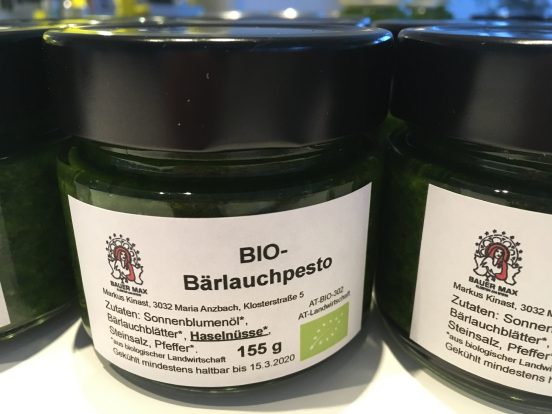 BIO-
Bärlauchpesto
BAUER MAX
Markus Kinast, 3032 Maria Anzbach, Klosterstraße 5
AT-BIO-302
AT-Landwirtschaft
Zutaten: Sonnenblumenöl*,
Bärlauchblätter*, Haselnüsse*,
Steinsalz, Pfeffer*,
*aus biologischer Landwirtschaft
155 g
Gekühlt mindestens haltbar bis 15.3.2020
BAUER MAX
Markus Kinast, 3032 M
Zutaten: Sonnen
Bärlauchblätter*,
Steinsalz, Pfeffer*
*aus biologischer Landw
Gekühlt mindestens